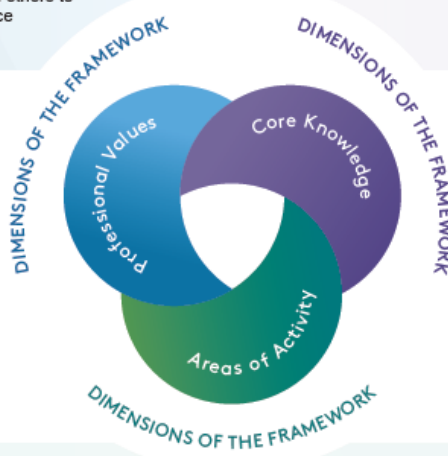 DIMENSIONS OF THE FRAMEWORK
DIMENSIONS OF THE FRAMEWORK
Professional Values
Core Knowledge
Areas of Activity
DIMENSIONS OF THE FRAMEWORK